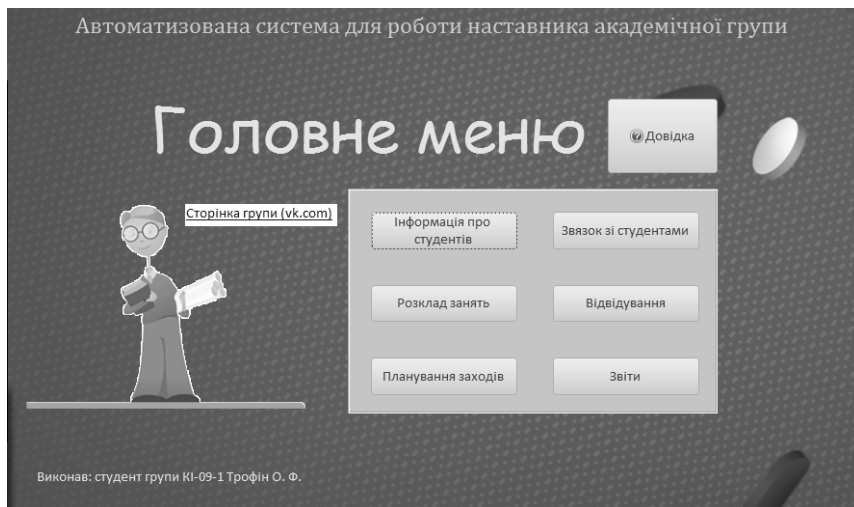 Автоматизована система для роботи наставника академічної групи
Головне меню
Довідка
Сторінка групи (vk.com)
Інформація про
студентів
Звязок зі студентами
Розклад занять
Відвідування
Планування заходів
Звіти
Виконав: студент групи КІ-09-1 Трофін О. Ф.